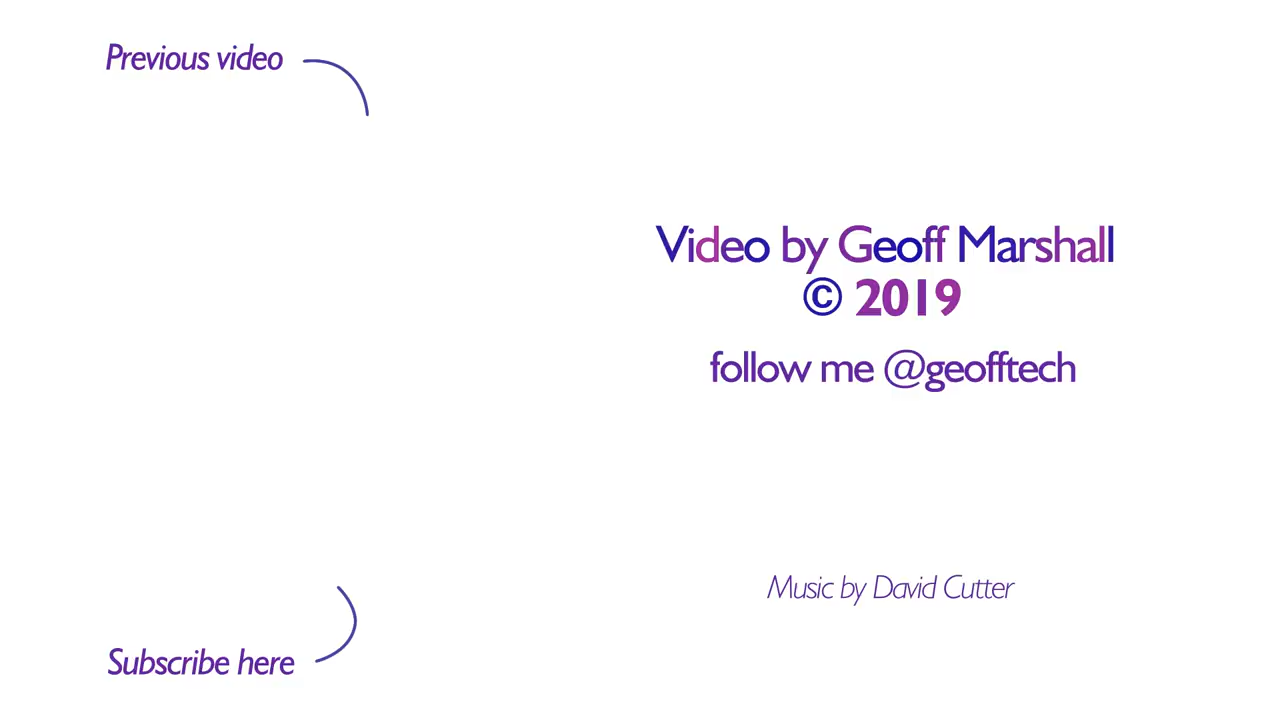 Previous video
Video by Geoff Marshall
© 2019
follow me @geofftech
Music by David Cutter
Subscribe here